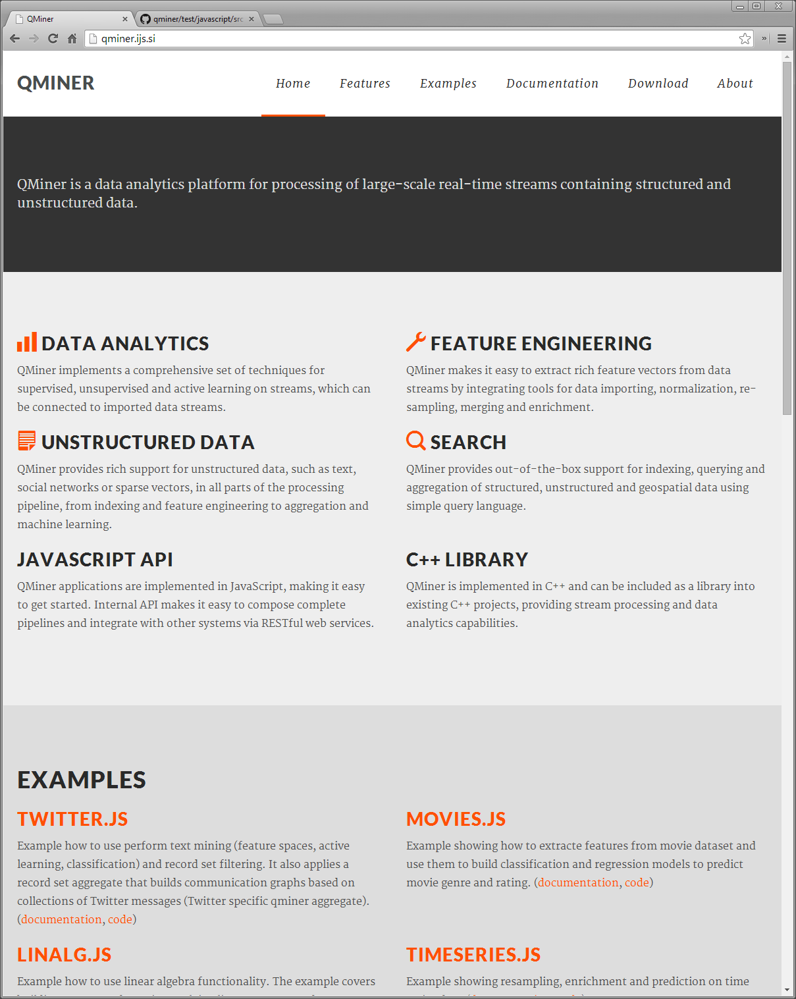 QMiner
qminer/test/javascript/src
qminer.ijs.si
»
QMINER
Home Features Examples Documentation Download About
QMiner is a data analytics platform for processing of large-scale real-time streams containing structured and
unstructured data.
DATA ANALYTICS
QMiner implements a comprehensive set of techniques for
supervised, unsupervised and active learning on streams, which can
be connected to imported data streams.
FEATURE ENGINEERING
QMiner makes it easy to extract rich feature vectors from data
streams by integrating tools for data importing, normalization, re-
sampling, merging and enrichment.
UNSTRUCTURED DATA
QMiner provides rich support for unstructured data, such as text,
social networks or sparse vectors, in all parts of the processing
pipeline, from indexing and feature engineering to aggregation and
machine learning.
SEARCH
QMiner provides out-of-the-box support for indexing, querying and
aggregation of structured, unstructured and geospatial data using
simple query language.
JAVASCRIPT API
QMiner applications are implemented in JavaScript, making it easy
to get started. Internal API makes it easy to compose complete
pipelines and integrate with other systems via RESTful web services.
C++ LIBRARY
QMiner is implemented in C++ and can be included as a library into
existing C++ projects, providing stream processing and data
analytics capabilities.
EXAMPLES
TWITTER.JS
Example how to use perform text mining (feature spaces, active
learning, classification) and record set filtering. It also applies a
record set aggregate that builds communication graphs based on
collections of Twitter messages (Twitter specific qminer aggregate).
(documentation, code)
MOVIES.JS
Example showing how to extracte features from movie dataset and
use them to build classification and regression models to predict
movie genre and rating. (documentation, code)
LINALG.JS
Example how to use linear algebra functionality. The example covers
TIMESERIES.JS
Example showing resampling, enrichment and prediction on time